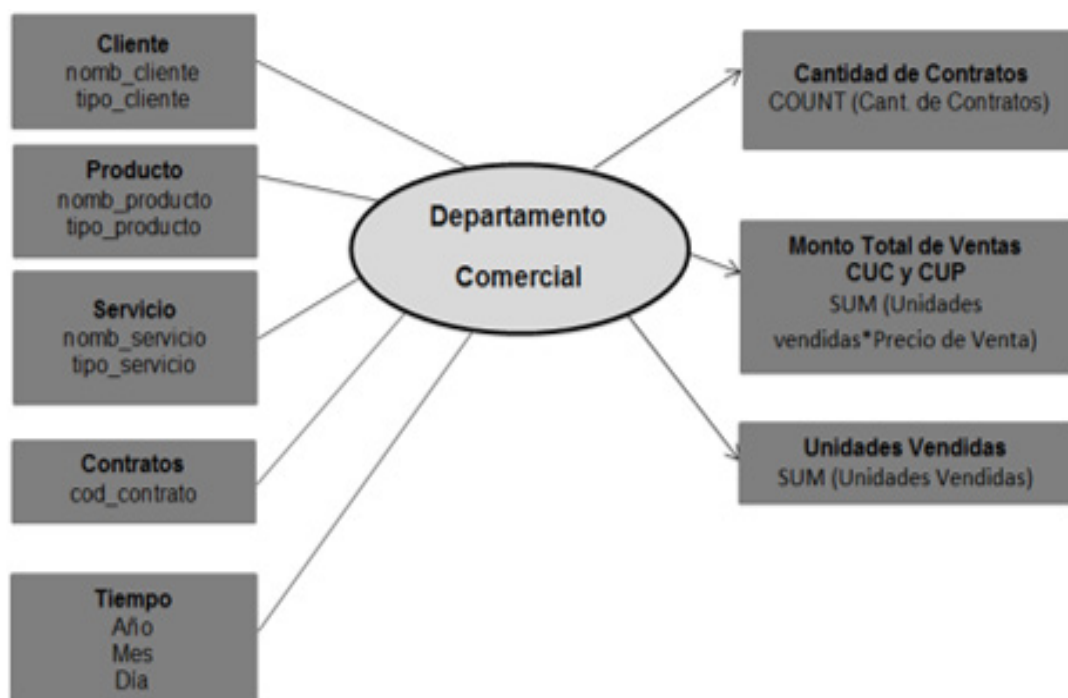 Cliente
nomb_cliente
tipo_cliente
Producto
nomb_producto
tipo_producto
Servicio
nomb_servicio
tipo_servicio
Contratos
cod_contrato
Tiempo
Año
Mes
Día
Departamento
Comercial
Cantidad de Contratos
COUNT (Cant. de Contratos)
Monto Total de Ventas
CUC y CUP
SUM (Unidades
vendidas*Precio de Venta)
Unidades Vendidas
SUM (Unidades Vendidas)